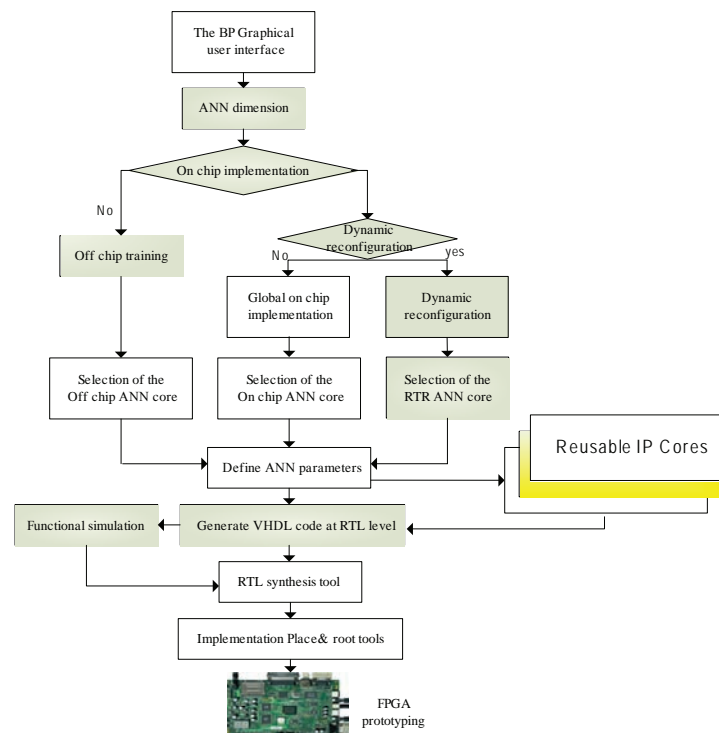 The BP Graphical
user interface
ANN dimension
On chip implementation
No
Dynamic
reconfiguration
No
yes
Off chip training
Global on chip
implementation
Dynamic
reconfiguration
Selection of the
Off chip ANN core
Selection of the
On chip ANN core
Selection of the
RTR ANN core
Reusable IP Cores
Define ANN parameters
Functional simulation
Generate VHDL code at RTL level
RTL synthesis tool
Implementation Place& root tools
FPGA
prototyping